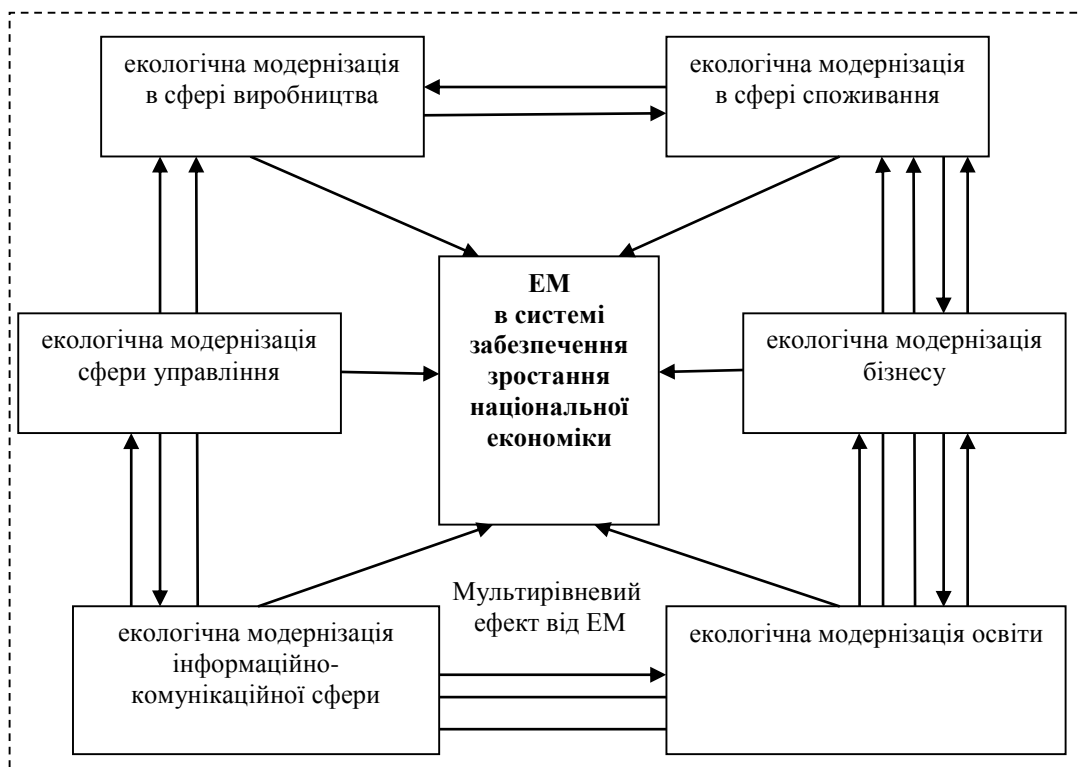 екологічна модернізація
в сфері виробництва
екологічна модернізація
в сфері споживання
ЕМ
в системі
забезпечення
зростання
національної
економіки
екологічна модернізація
сфери управління
екологічна модернізація
бізнесу
Мультирівневий
ефект від ЕМ
екологічна модернізація
інформаційно-
комунікаційної сфери
екологічна модернізація освіти